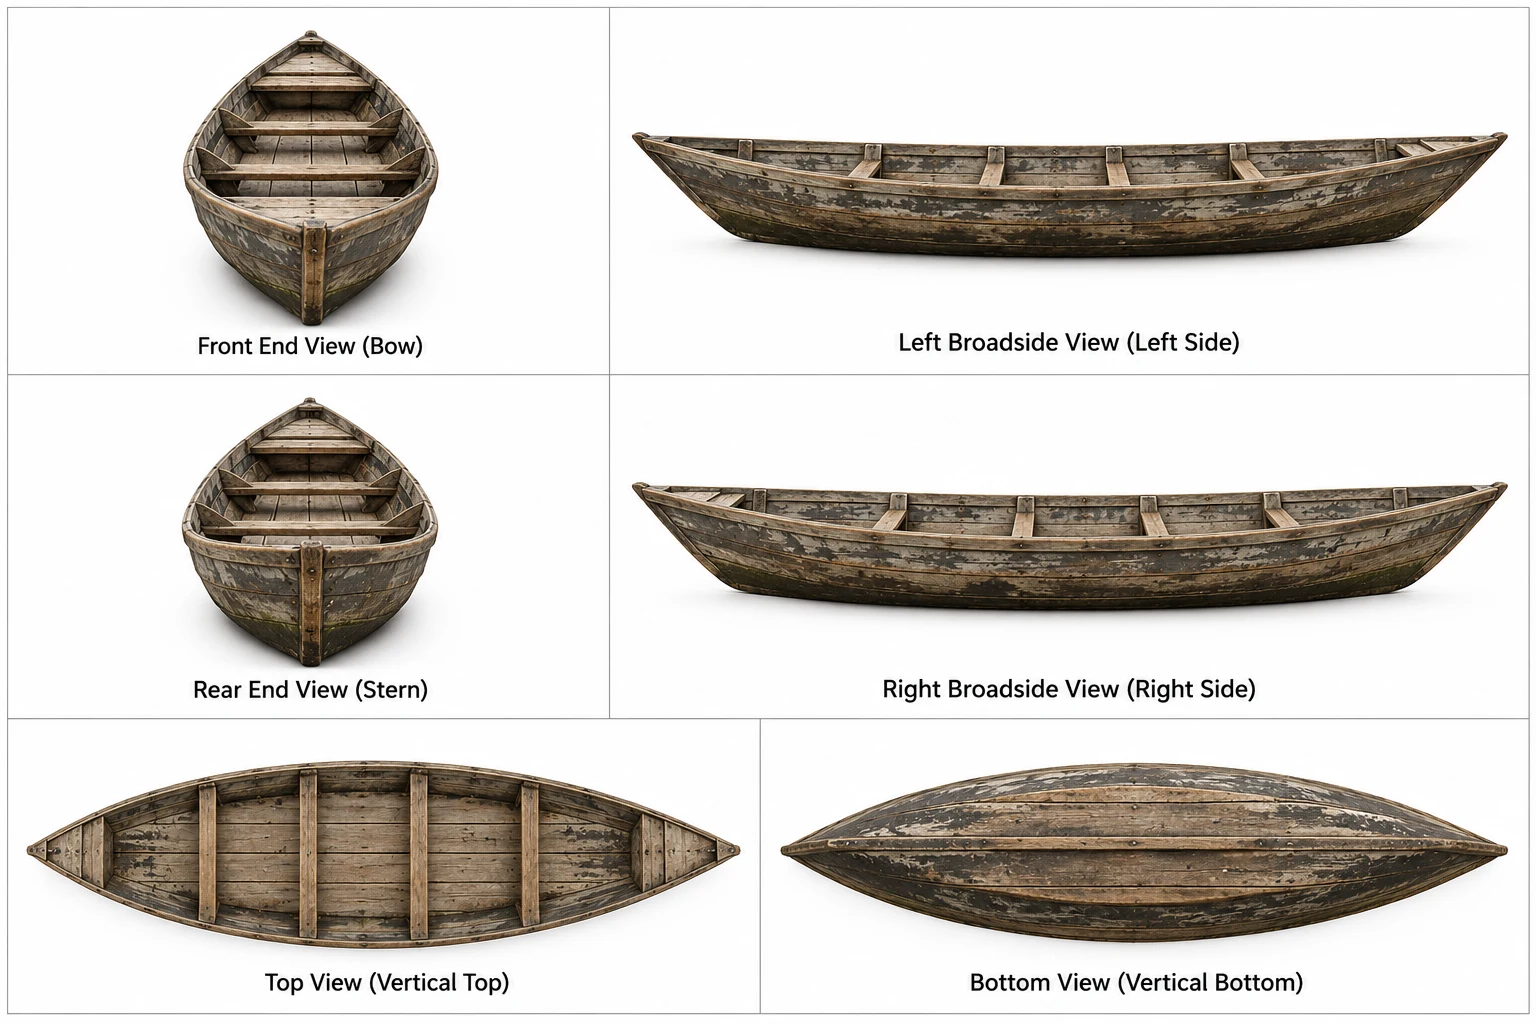 Front End View (Bow)
Left Broadside View (Left Side)
Rear End View (Stern)
Right Broadside View (Right Side)
Top View (Vertical Top)
Bottom View (Vertical Bottom)